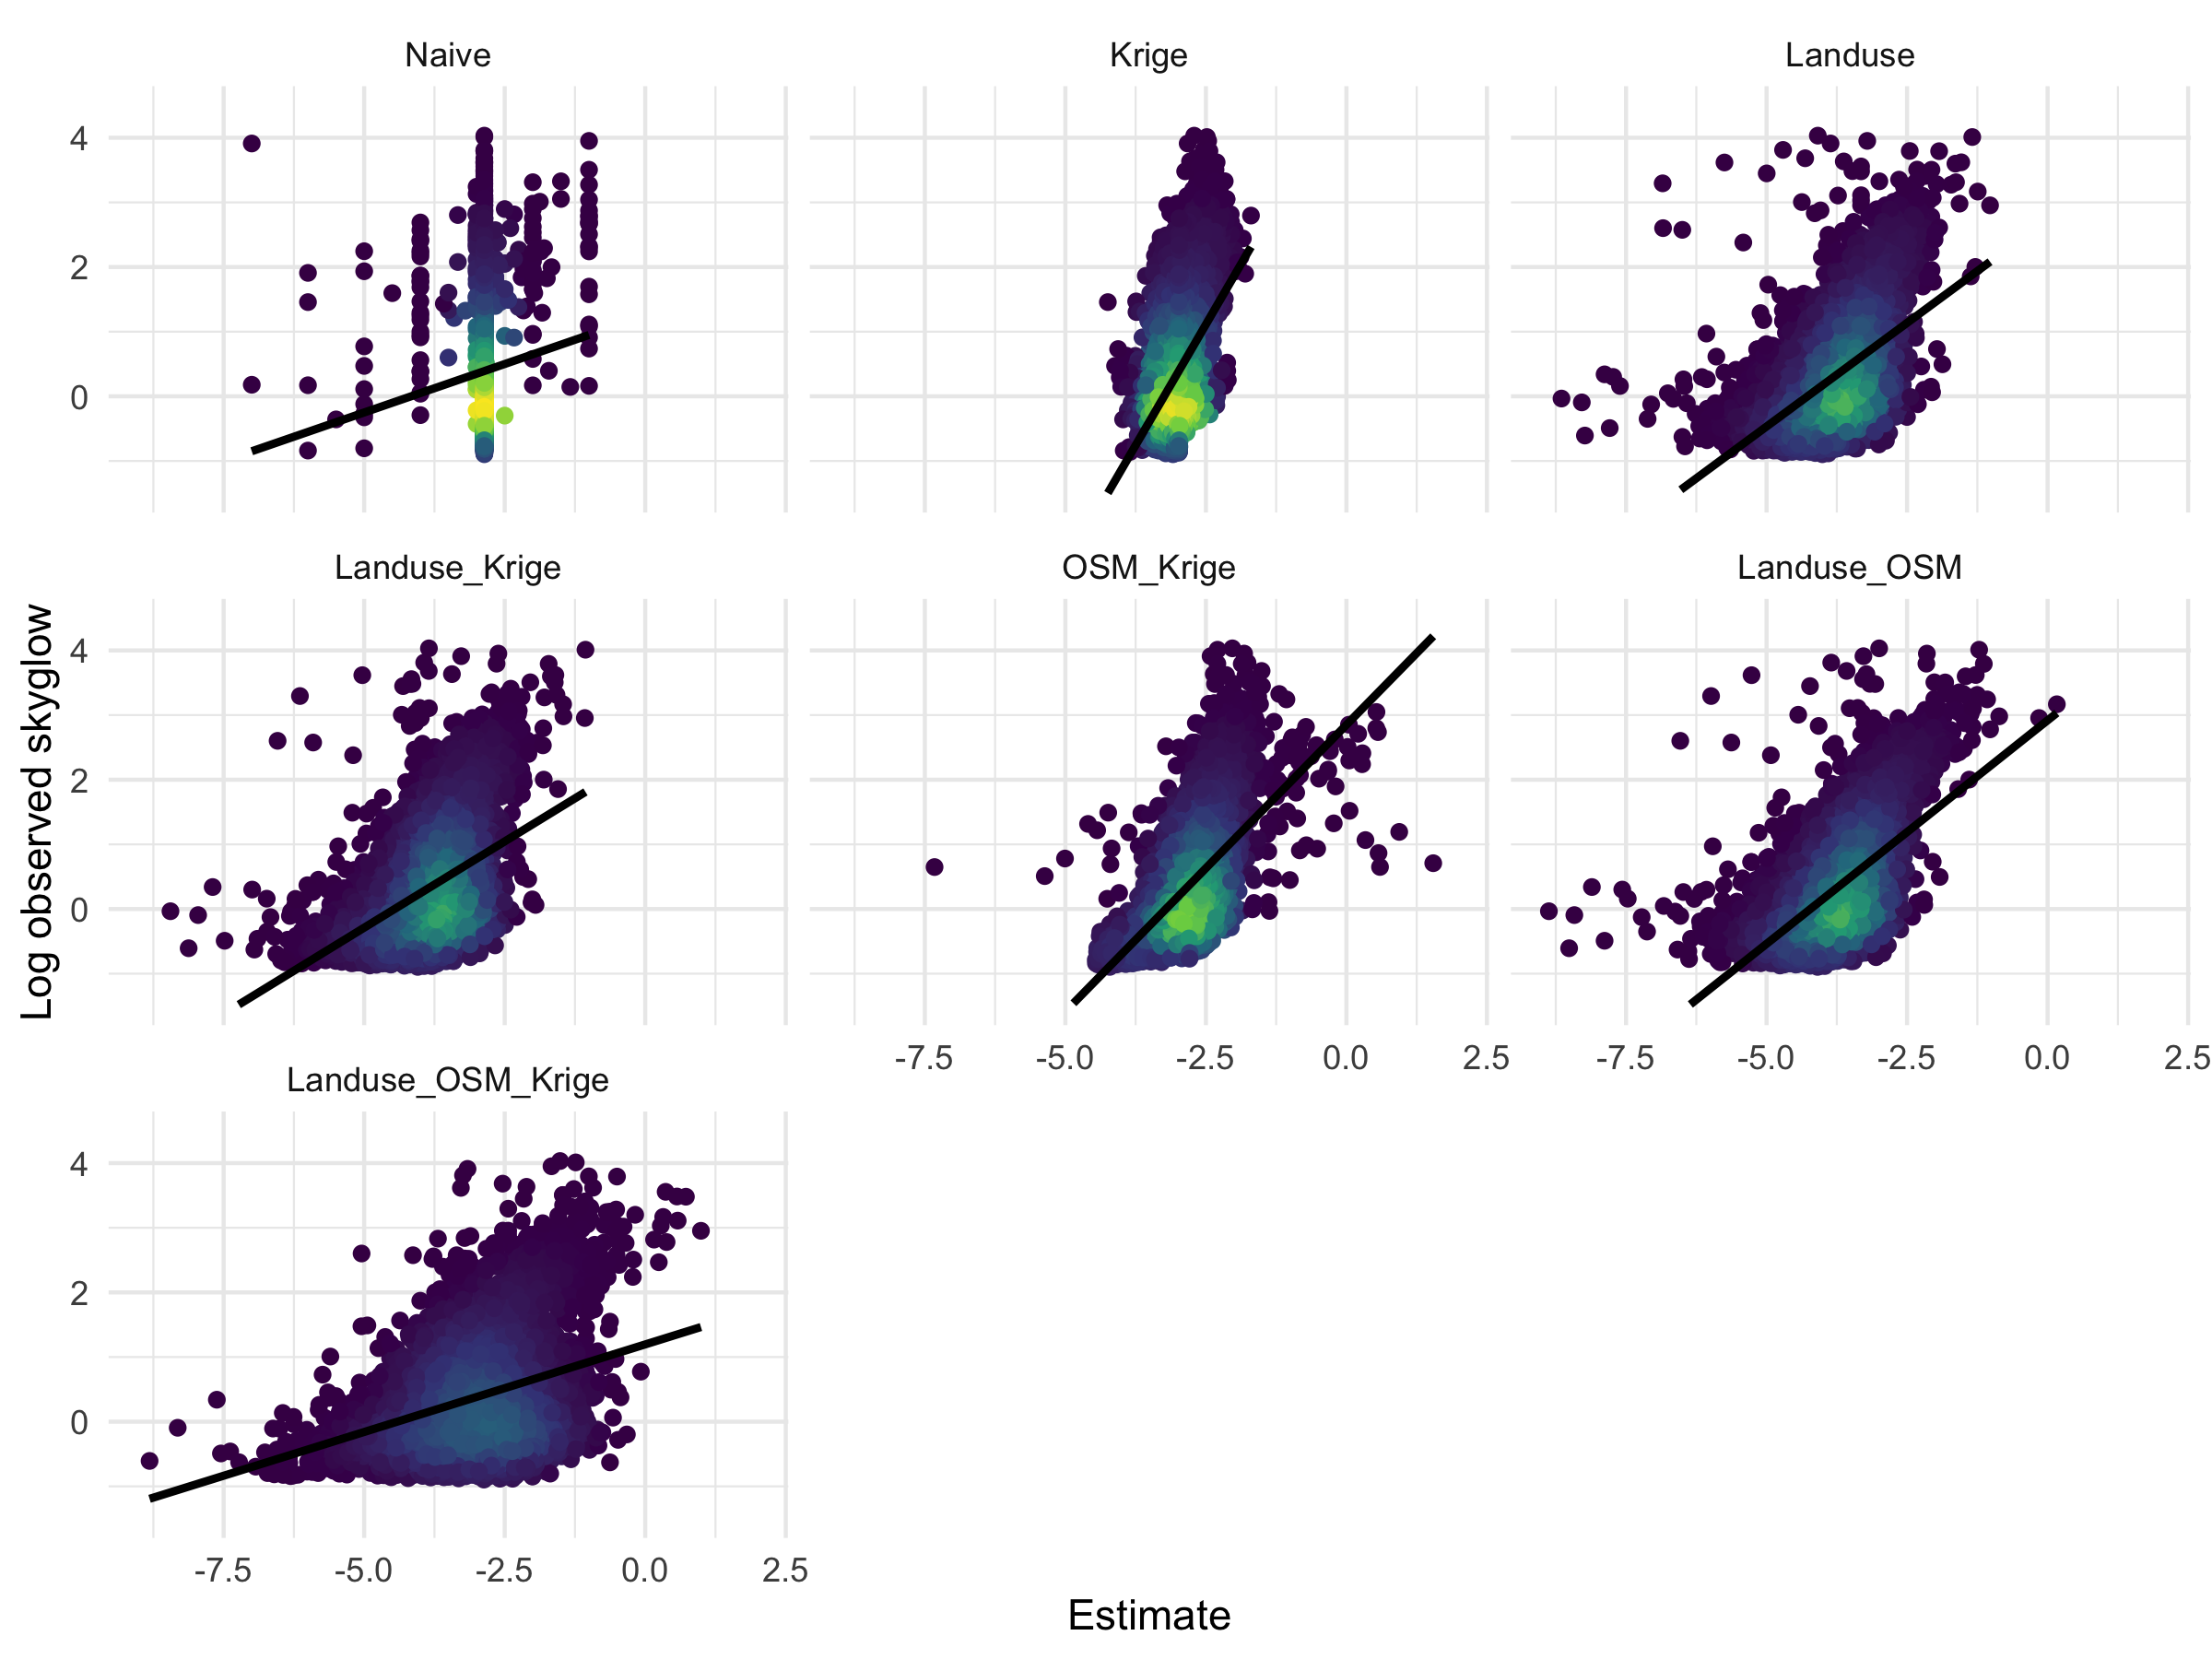 Naive Krige Landuse
4
2
0
Landuse_Krige OSM_Krige Landuse_OSM
4
2
0
-7.5 -5.0 -2.5 0.0 2.5 -7.5 -5.0 -2.5 0.0 2.5
Landuse_OSM_Krige
4
2
0
-7.5 -5.0 -2.5 0.0 2.5
Estimate
Log observed skyglow